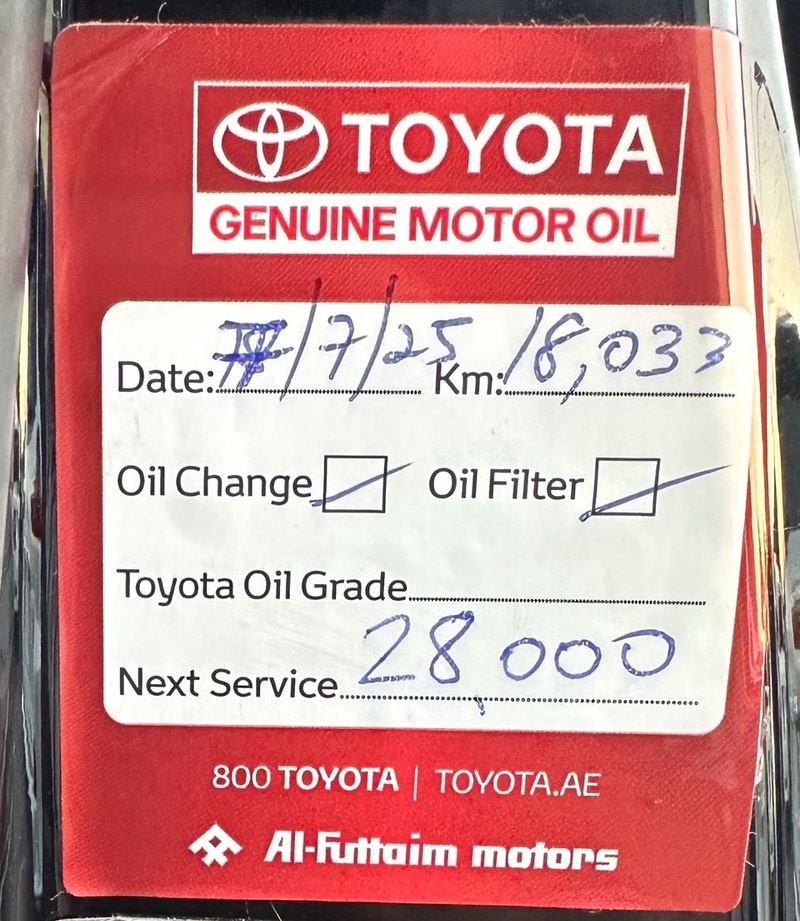 TOYOTA
GENUINE MOTOR OIL
Date: /7/25 Km: 18,033
Oil Change Oil Filter
Toyota Oil Grade
Next Service 28,000
800 TOYOTA | TOYOTA.AE
Al-Futtaim motors